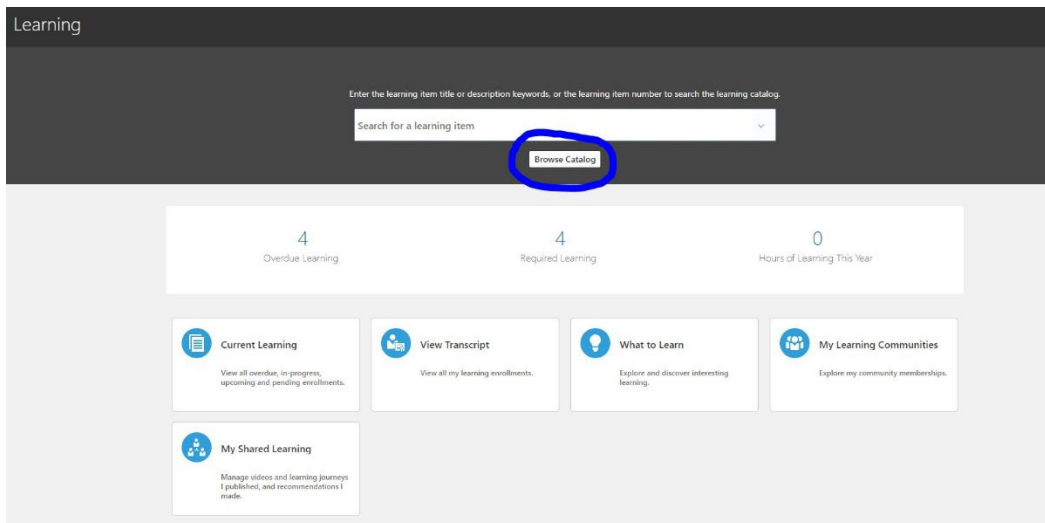 Learning
Enter the learning item title or description keywords, or the learning item number to search the learning catalog.
Search for a learning item
Browse Catalog
4
Overdue Learning
4
Required Learning
0
Hours of Learning This Year
Current Learning
View all overdue, in-progress,
upcoming and pending enrollments.
View Transcript
View all my learning enrollments.
What to Learn
Explore and discover interesting
learning.
My Learning Communities
Explore my community memberships.
My Shared Learning
Manage videos and learning journeys
I published, and recommendations I
made.